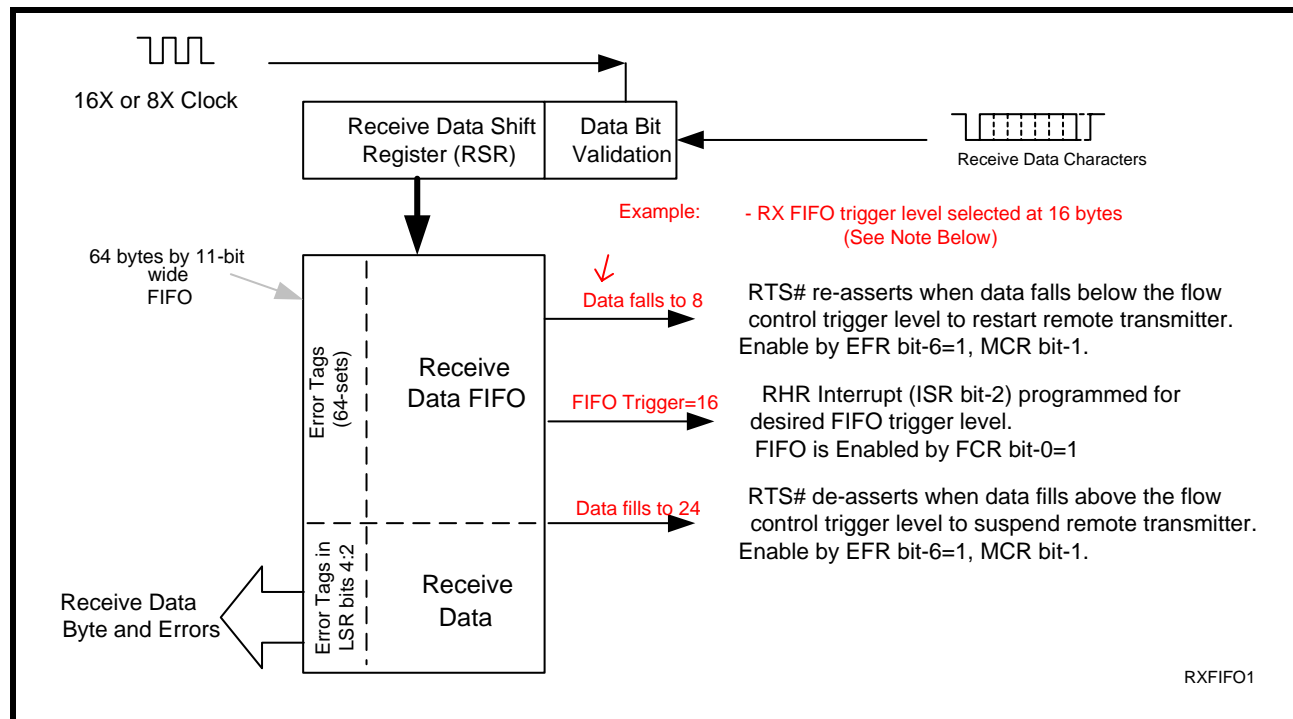 16X or 8X Clock
Receive Data Shift
Register (RSR)
Data Bit
Validation
Receive Data Characters
Example:
- RX FIFO trigger level selected at 16 bytes
(See Note Below)
64 bytes by 11-bit
wide
FIFO
Error Tags
(64-sets)
Receive
Data FIFO
Data falls to 8
RTS# re-asserts when data falls below the flow
control trigger level to restart remote transmitter.
Enable by EFR bit-6=1, MCR bit-1.
FIFO Trigger=16
RHR Interrupt (ISR bit-2) programmed for
desired FIFO trigger level.
FIFO is Enabled by FCR bit-0=1
Data fills to 24
RTS# de-asserts when data fills above the flow
control trigger level to suspend remote transmitter.
Enable by EFR bit-6=1, MCR bit-1.
Error Tags in
LSR bits 4:2
Receive
Data
Receive Data
Byte and Errors
RXFIFO1